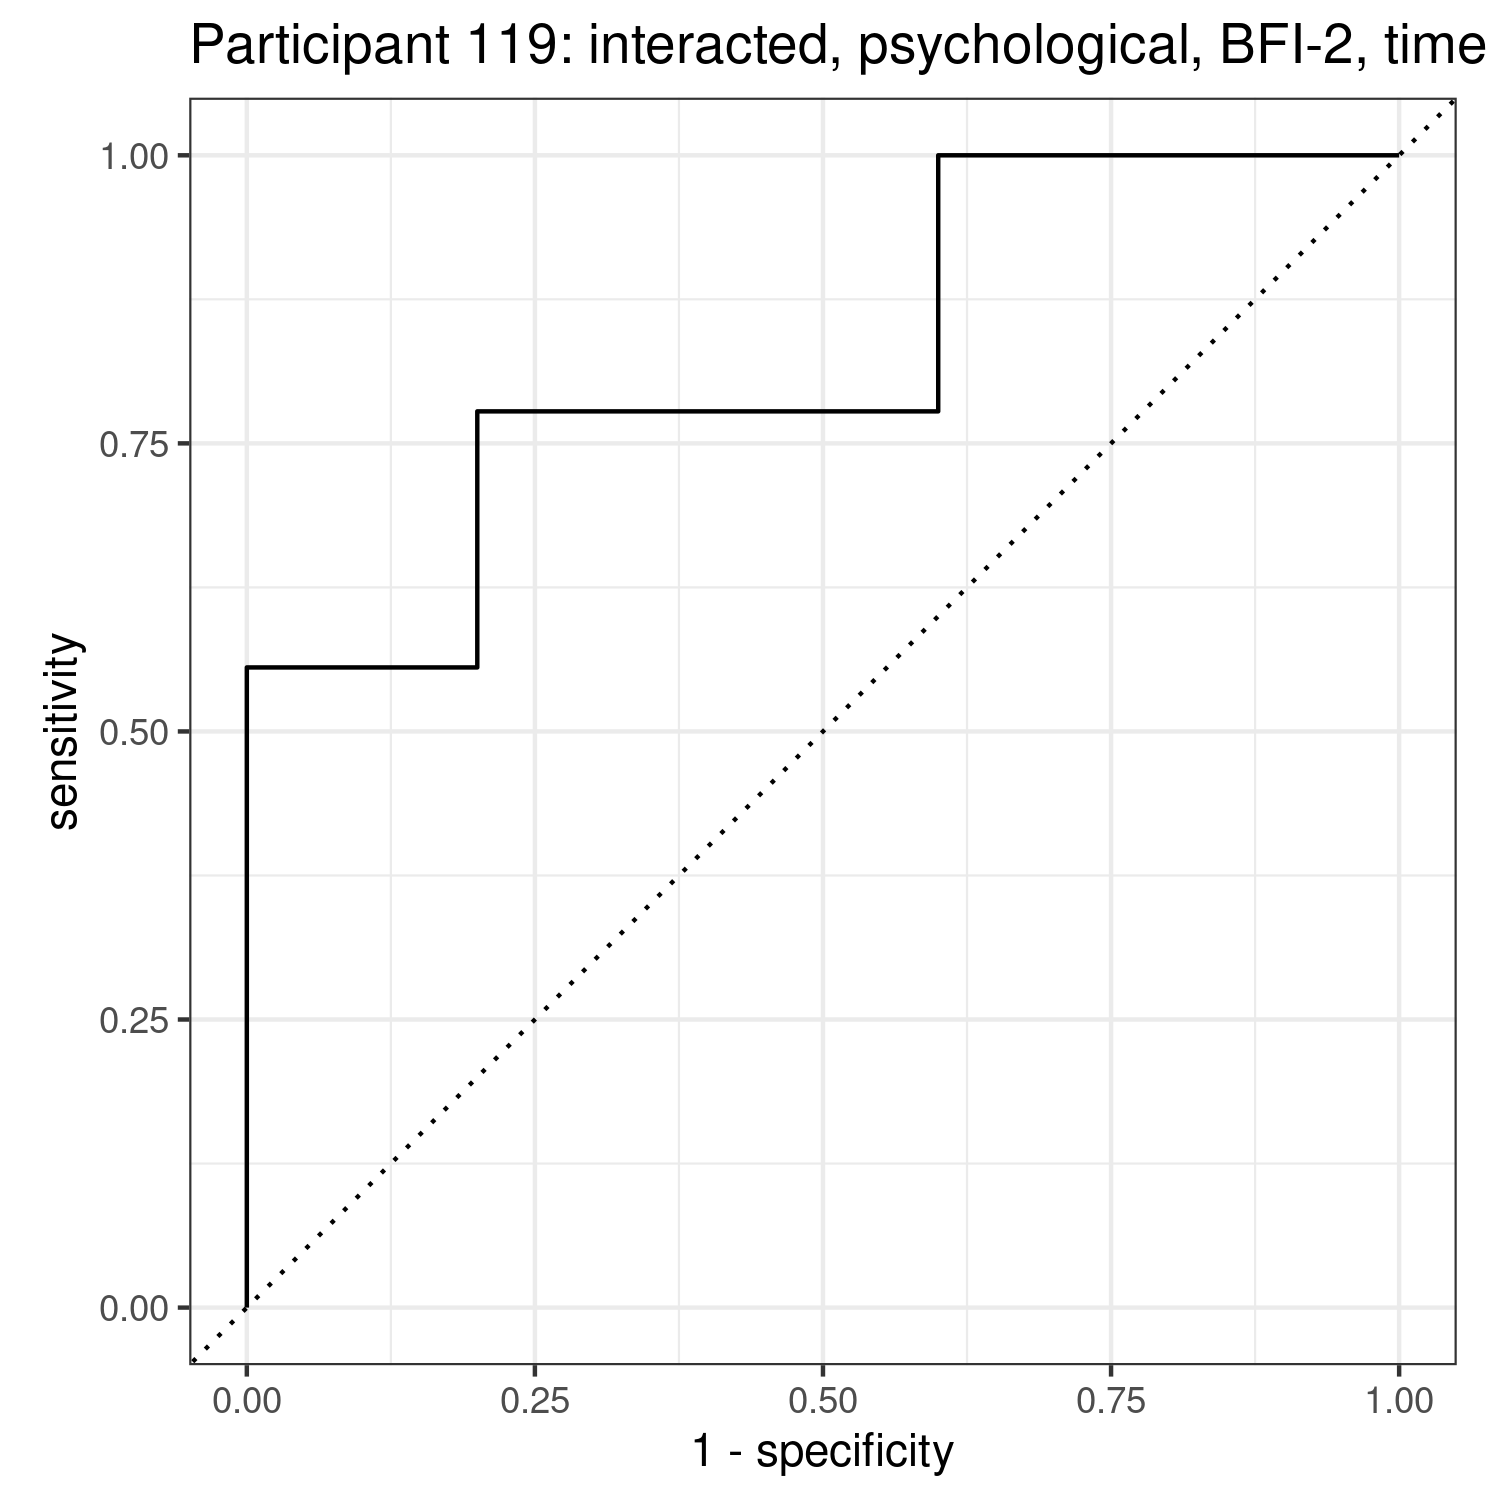 Participant 119: interacted, psychological, BFI-2, time
1.00
0.75
0.50
0.25
0.00
sensitivity
0.00 0.25 0.50 0.75 1.00
1 - specificity